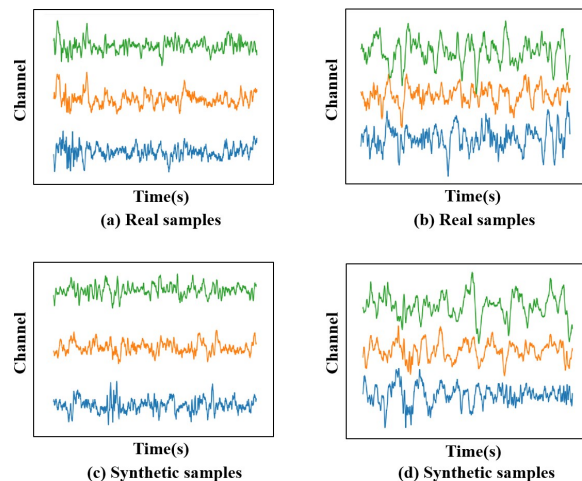 Channel
Time(s)
(a) Real samples
Channel
Time(s)
(b) Real samples
Channel
Time(s)
(c) Synthetic samples
Channel
Time(s)
(d) Synthetic samples